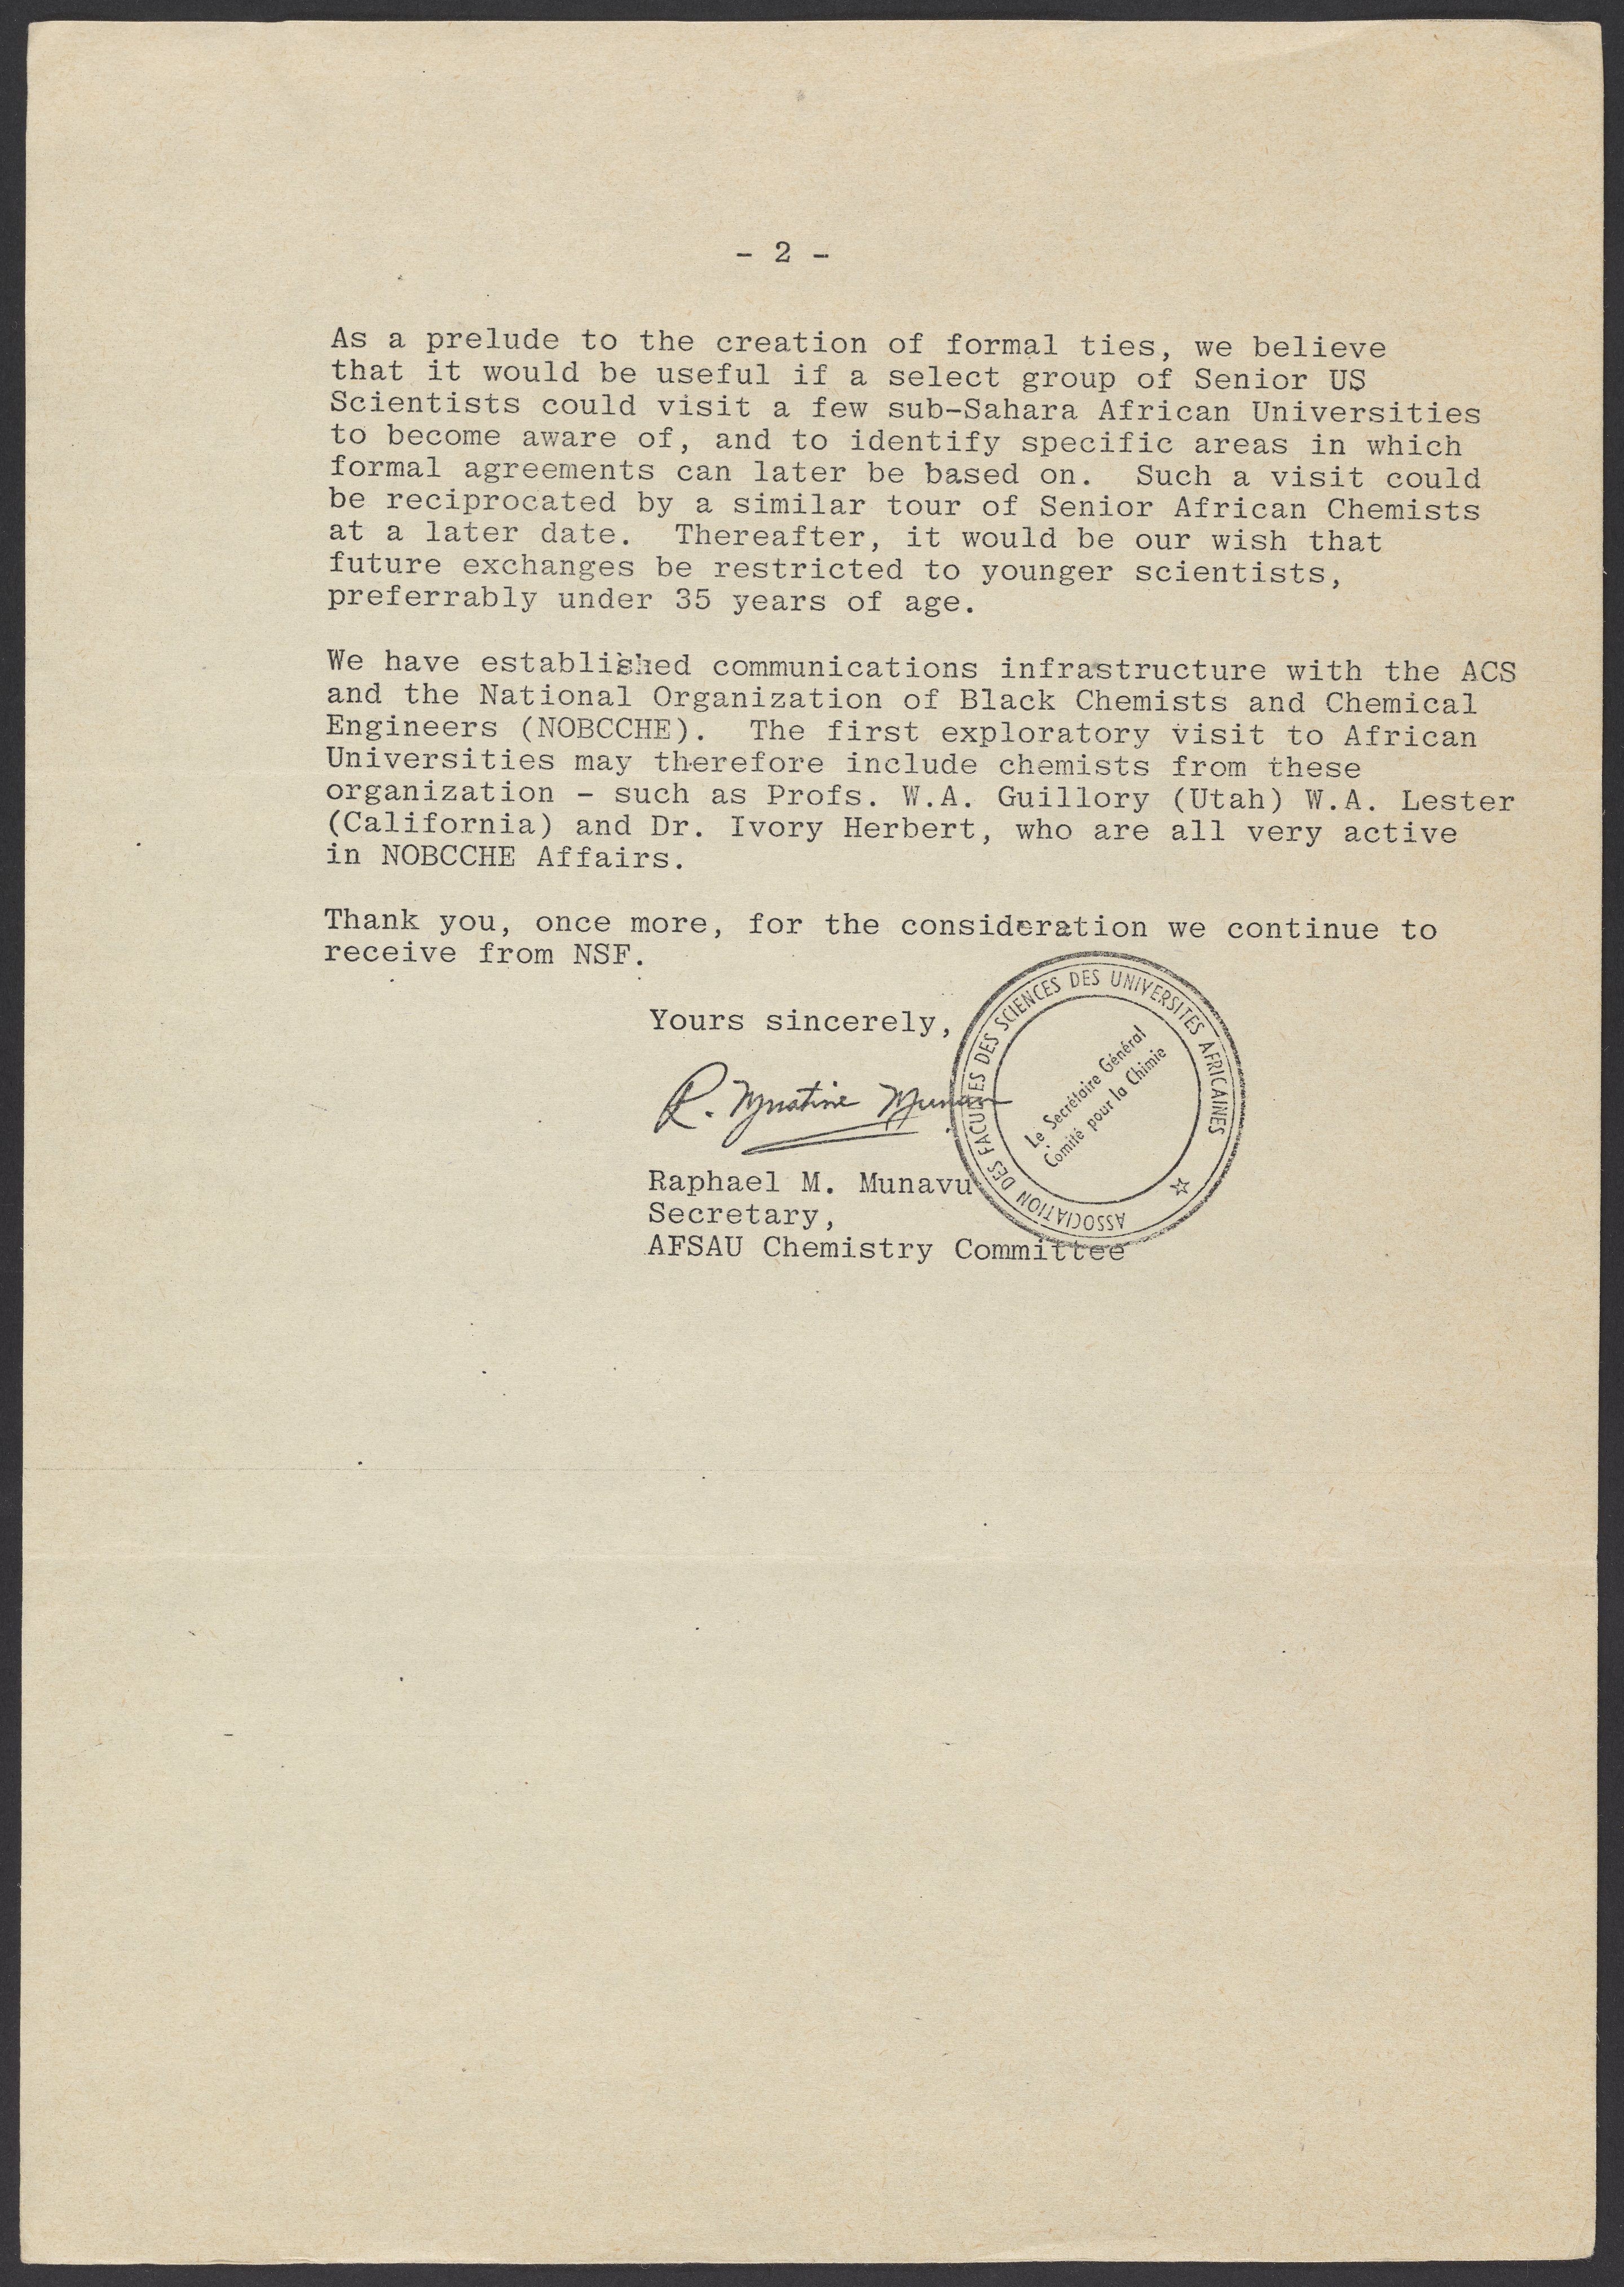 - 2 -
As a prelude to the creation of formal ties, we believe
that it would be useful if a select group of Senior US
Scientists could visit a few sub-Sahara African Universities
to become aware of, and to identify specific areas in which
formal agreements can later be based on. Such a visit could
be reciprocated by a similar tour of Senior African Chemists
at a later date. Thereafter, it would be our wish that
future exchanges be restricted to younger scientists,
preferrably under 35 years of age.
We have established communications infrastructure with the ACS
and the National Organization of Black Chemists and Chemical
Engineers (NOBCCHE). The first exploratory visit to African
Universities may therefore include chemists from these
organization - such as Profs. W.A. Guillory (Utah) W.A. Lester
(California) and Dr. Ivory Herbert, who are all very active
in NOBCCHE Affairs.
Thank you, once more, for the consideration we continue to
receive from NSF.
Yours sincerely,
R. Munavu
Raphael M. Munavu
Secretary,
AFSAU Chemistry Committee
ASSOCIATION DES FACULTES DES SCIENCES DES UNIVERSITES AFRICAINES
Le Secrétaire Général
Comité pour la Chimie